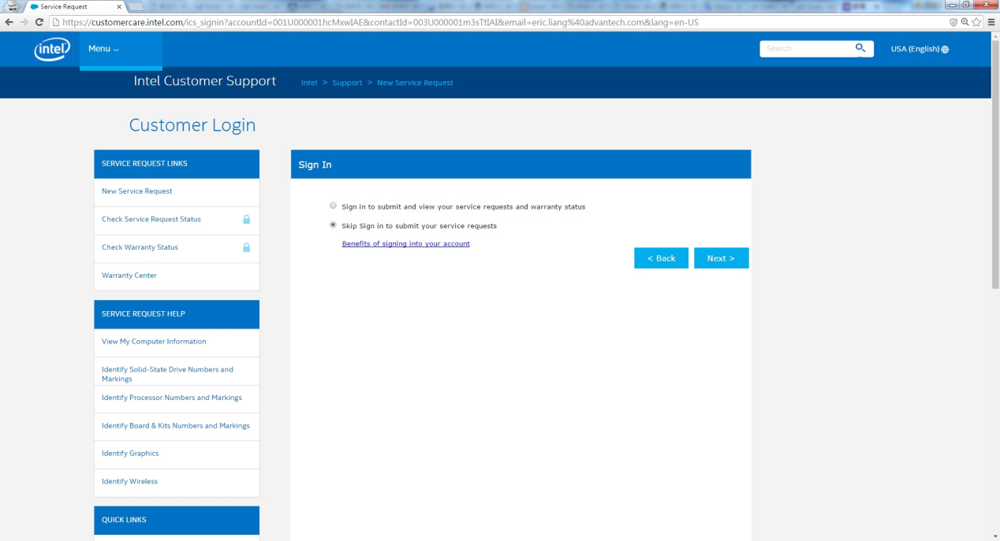 Service Request
https://customercare.intel.com/ics_signin?accountId=001U000001hcMxwIAE&contactId=003U000001m3sTtIAI&email=eric.liang%40advantech.com&lang=en-US
intel
Menu
Search
USA (English)
Intel Customer Support
Intel > Support > New Service Request
Customer Login
SERVICE REQUEST LINKS
New Service Request
Check Service Request Status
Check Warranty Status
Warranty Center
SERVICE REQUEST HELP
View My Computer Information
Identify Solid-State Drive Numbers and
Markings
Identify Processor Numbers and Markings
Identify Board & Kits Numbers and Markings
Identify Graphics
Identify Wireless
QUICK LINKS
Sign In
Sign in to submit and view your service requests and warranty status
Skip Sign in to submit your service requests
Benefits of signing into your account
< Back
Next >